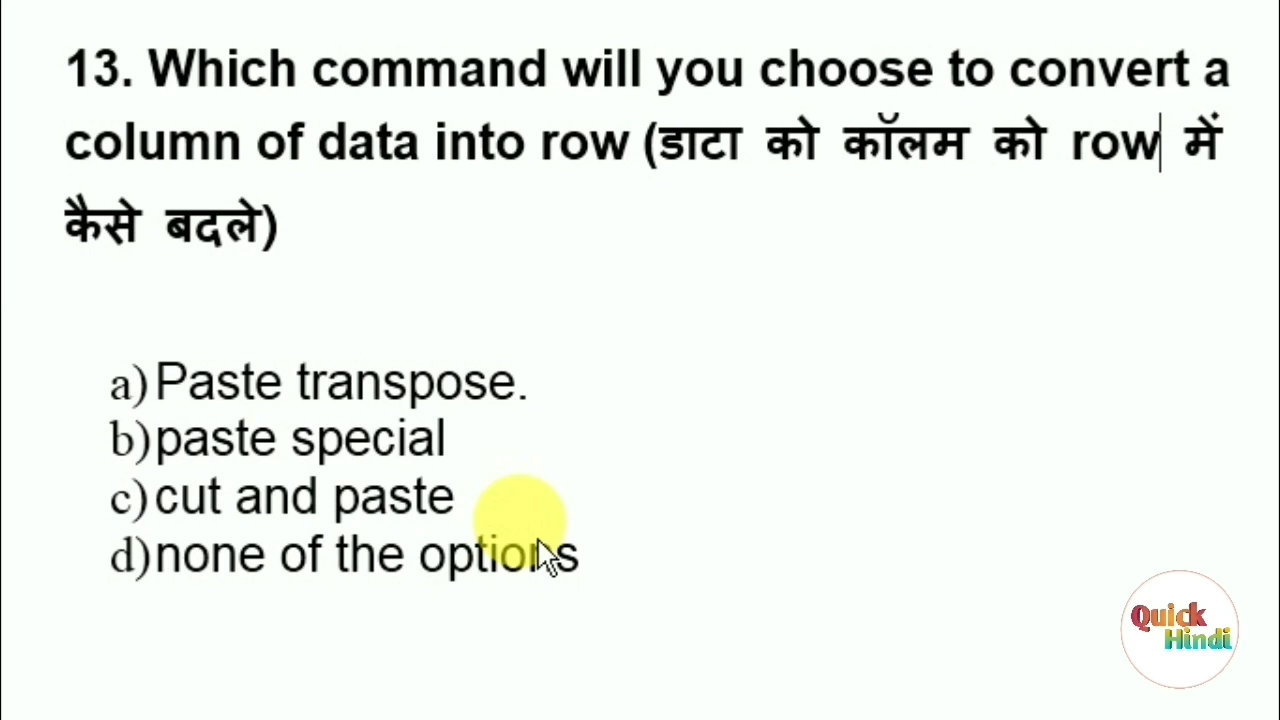 13. Which command will you choose to convert a
column of data into row (डाटा को कॉलम को row में
कैसे बदले)
a) Paste transpose.
b) paste special
c) cut and paste
d) none of the options
Quick
Hindi